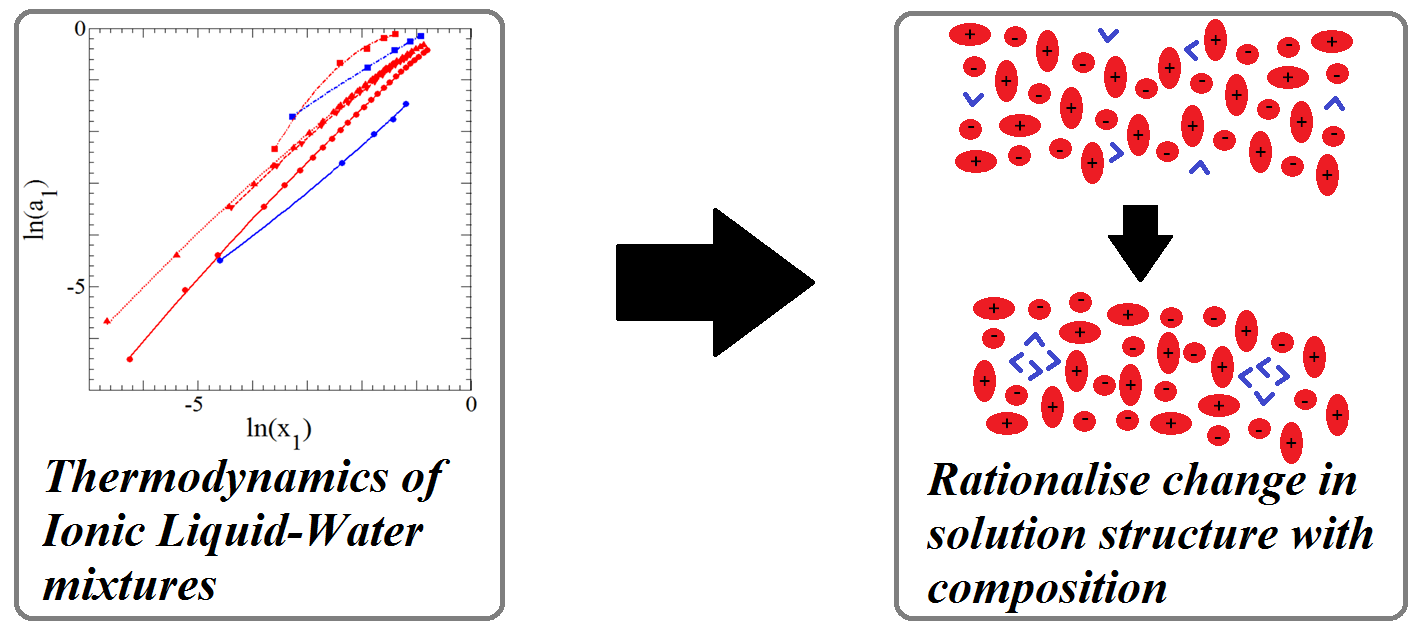 0
ln(a1)
-5
-5
0
ln(x1)
Thermodynamics of
Ionic Liquid-Water
mixtures
+ - + - + - - +
- + - + + - + -
- + - + - + - + -
- + - + - + - + -
+ - - + - + - +
+ - - + - - +
- + - + - + - +
+ - + - + - + - +
+ - + - - + - - + +
Rationalise change in
solution structure with
composition